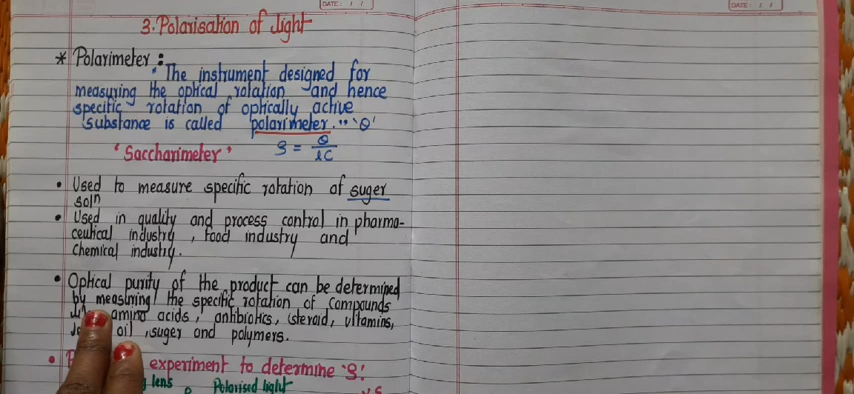 DATE: / /
DATE: / /
3. Polarisation of light
* Polarimeter :
" The instrument designed for
measuring the optical rotation and hence
specific rotation of optically active
substance is called polarimeter. " 'θ'
'Saccharimeter' S = θ / lC
• Used to measure specific rotation of suger
soln
• Used in quality and process control in pharma-
ceutical industry , food industry and
Chemical industry.
• Optical purity of the product can be determined
by measuring the specific rotation of compounds
amino acids, antibiotics, steroid, vitamins,
oil , suger and polymers.
• experiment to determine 'S'.
lens Polarised light